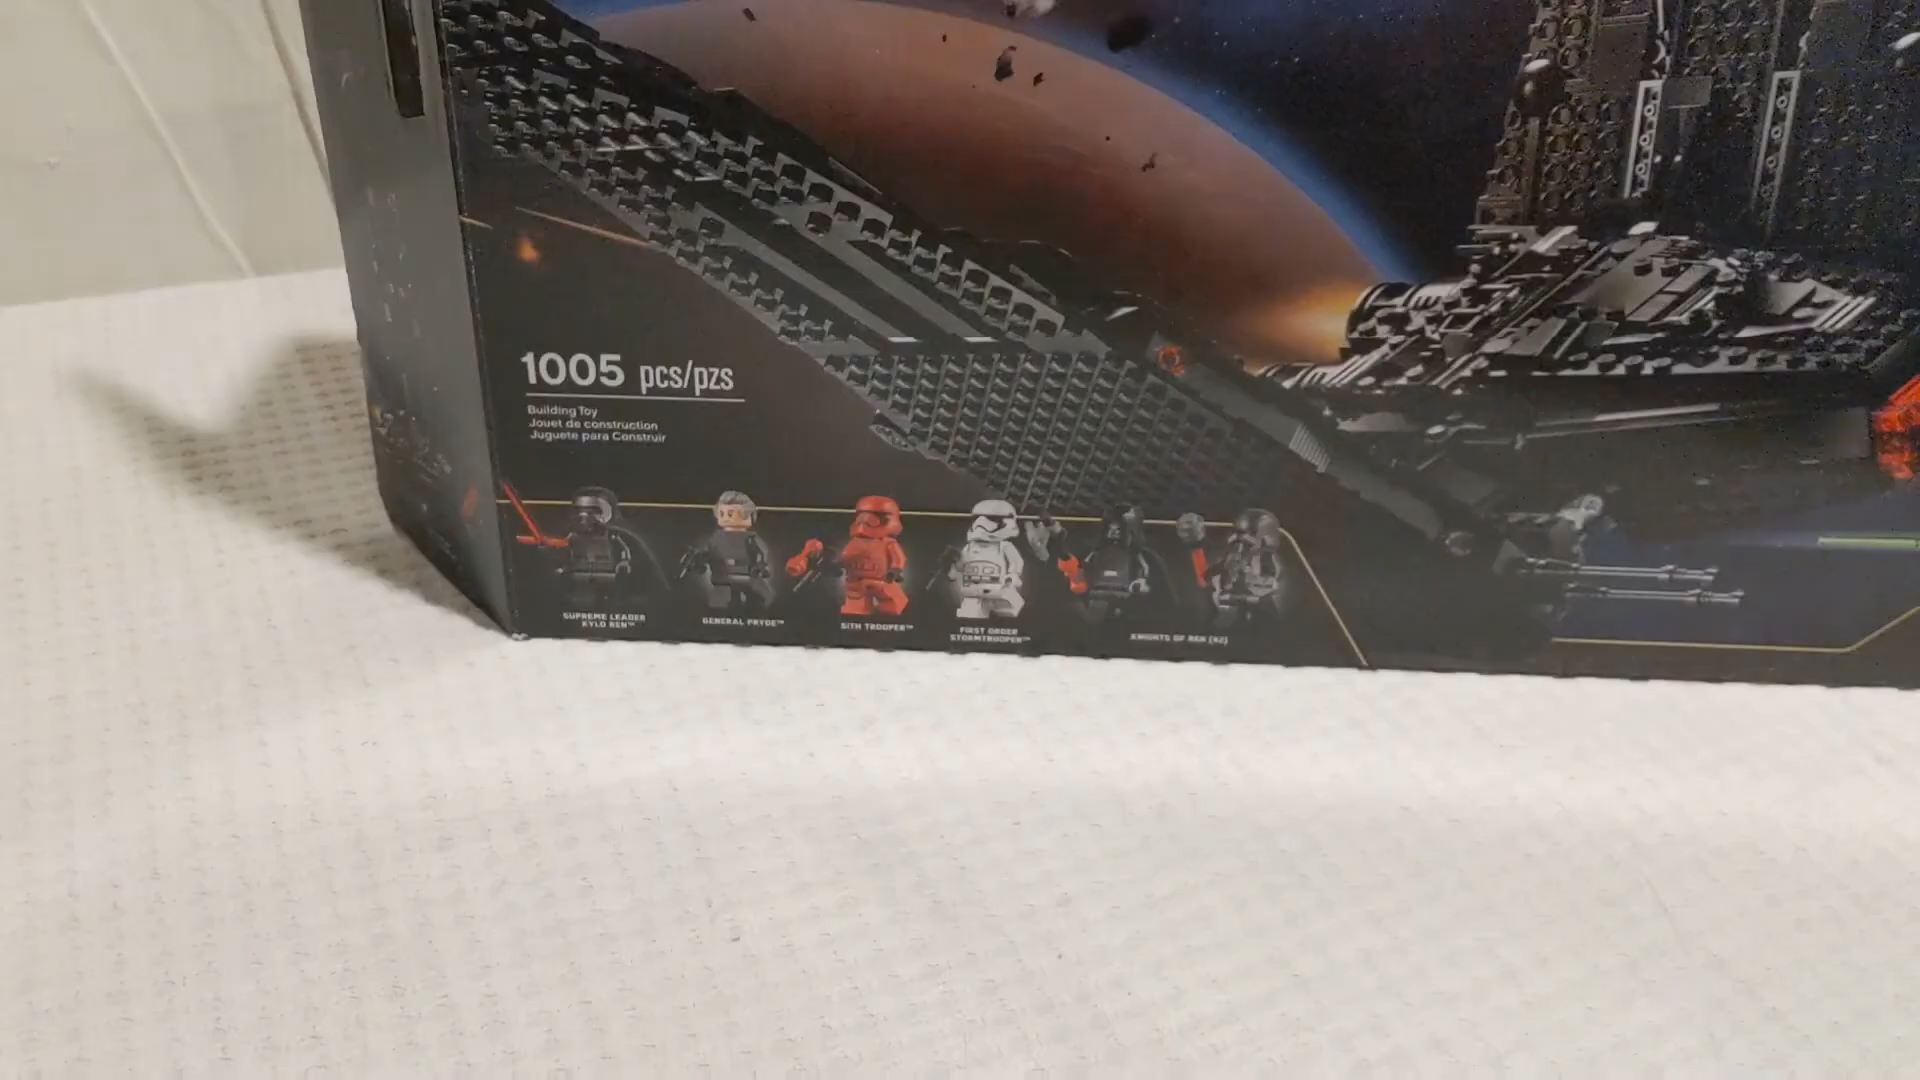 1005 pcs/pzs
Building Toy
Jouet de construction
Juguete para Construir
SUPREME LEADER
KYLO REN™
GENERAL PRYDE™
SITH TROOPER™
FIRST ORDER
STORMTROOPER™
KNIGHTS OF REN (X2)